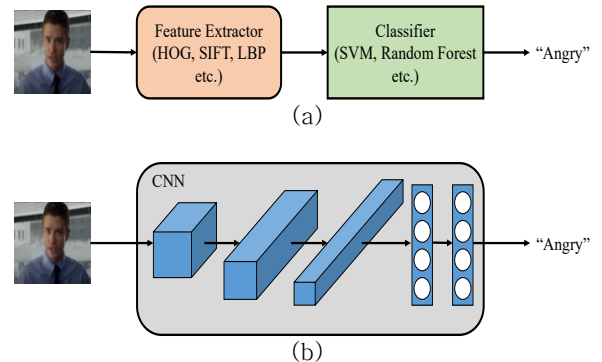 Feature Extractor
(HOG, SIFT, LBP
etc.)
Classifier
(SVM, Random Forest
etc.)
“Angry”
(a)
CNN
“Angry”
(b)